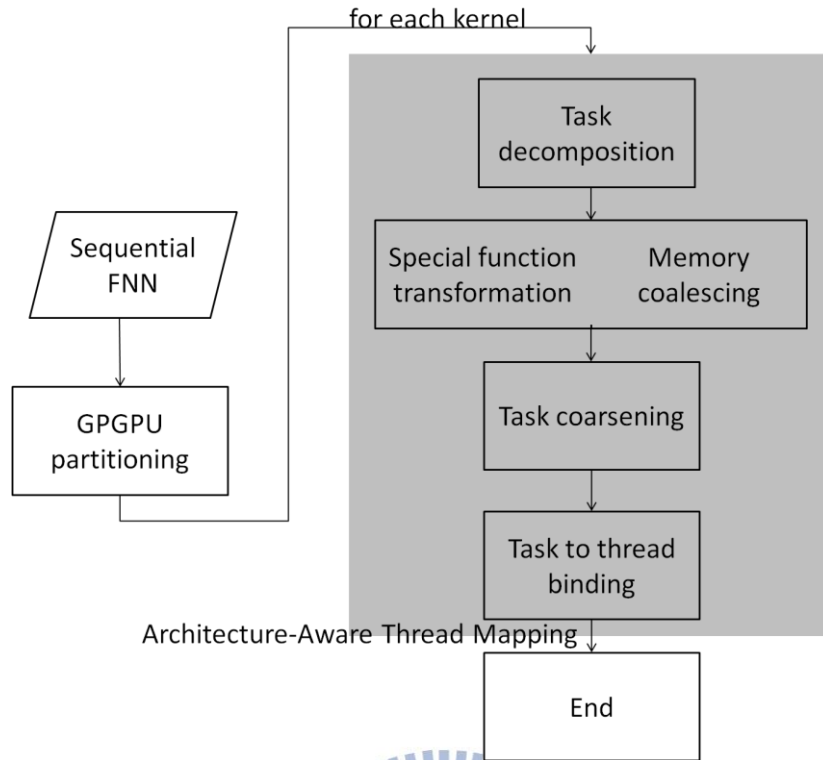 for each kernel
Task
decomposition
Sequential
FNN
Special function
transformation
Memory
coalescing
GPGPU
partitioning
Task coarsening
Task to thread
binding
Architecture-Aware Thread Mapping
End